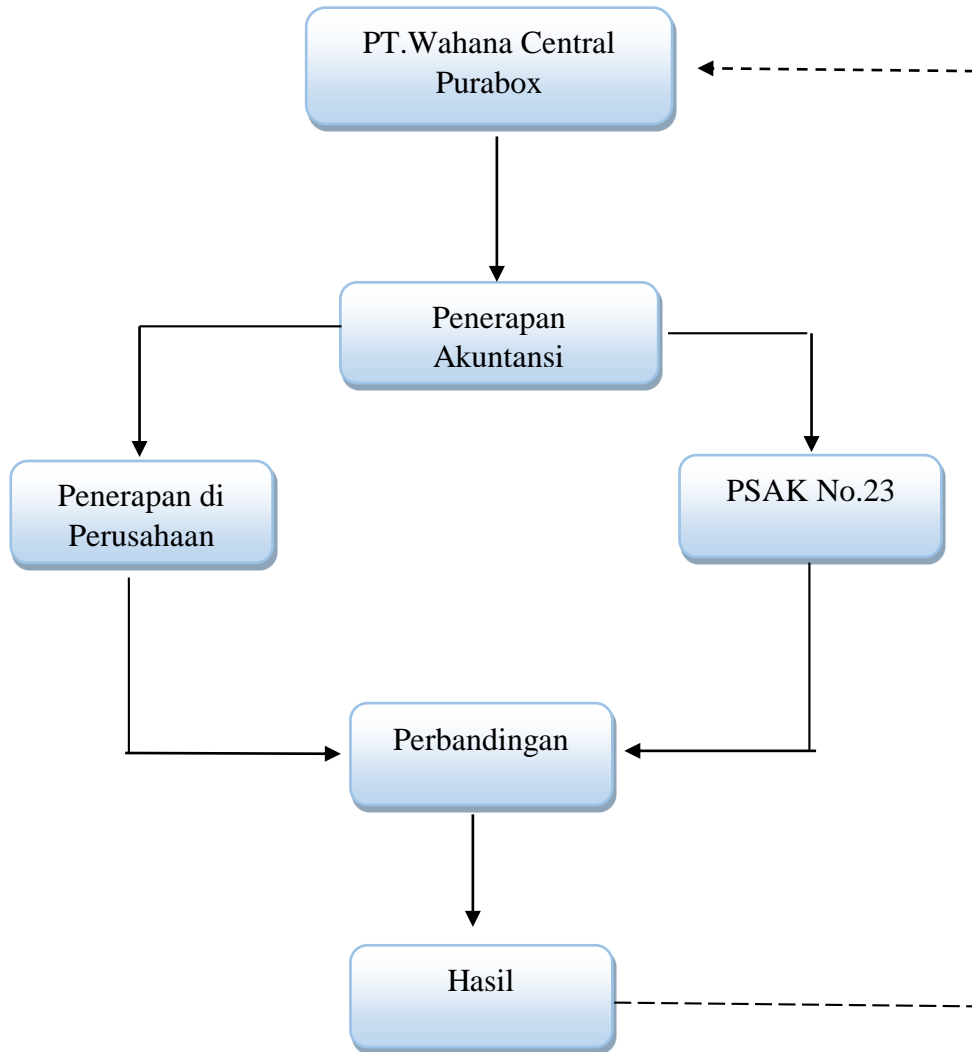 PT.Wahana Central
Purabox
Penerapan
Akuntansi
Penerapan di
Perusahaan
PSAK No.23
Perbandingan
Hasil